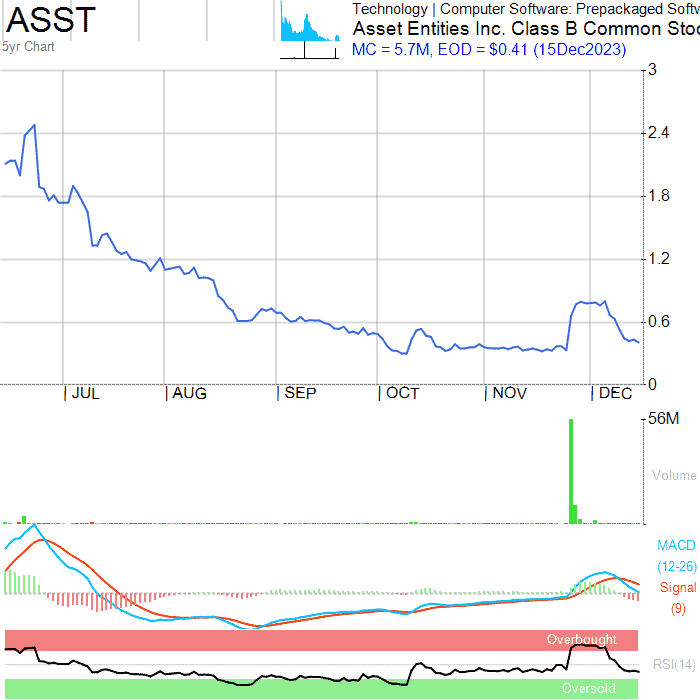 ASST
5yr Chart
Technology | Computer Software: Prepackaged Softw
Asset Entities Inc. Class B Common Stoc
MC = 5.7M, EOD = $0.41 (15Dec2023)
3
2.4
1.8
1.2
0.6
0
JUL AUG SEP OCT NOV DEC
56M
Volume
MACD
(12-26)
Signal
(9)
Overbought
RSI(14)
Oversold